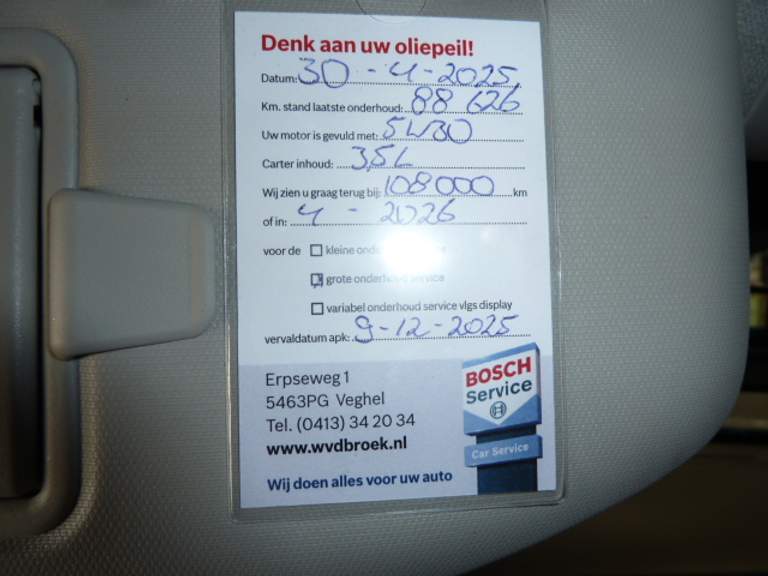 Denk aan uw oliepeil!
Datum: 30-4-2025
Km. stand laatste onderhoud: 88 626
Uw motor is gevuld met: 5W30
Carter inhoud: 3,5L
Wij zien u graag terug bij: 108000 km
of in: 4 - 2026
voor de kleine
grote onderhoud service
variabel onderhoud service vlgs display
vervaldatum apk: 9-12-2025
Erpseweg 1
5463PG Veghel
Tel. (0413) 34 20 34
www.wvdbroek.nl
Wij doen alles voor uw auto
BOSCH
Service
Car Service